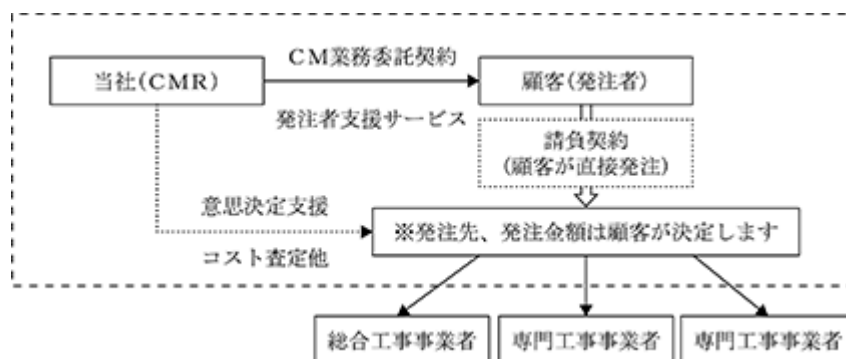 CM業務委託契約
当社(CMR)
顧客(発注者)
発注者支援サービス
請負契約
(顧客が直接発注)
意思決定支援
※発注先、発注金額は顧客が決定します
コスト査定他
総合工事事業者
専門工事事業者
専門工事事業者